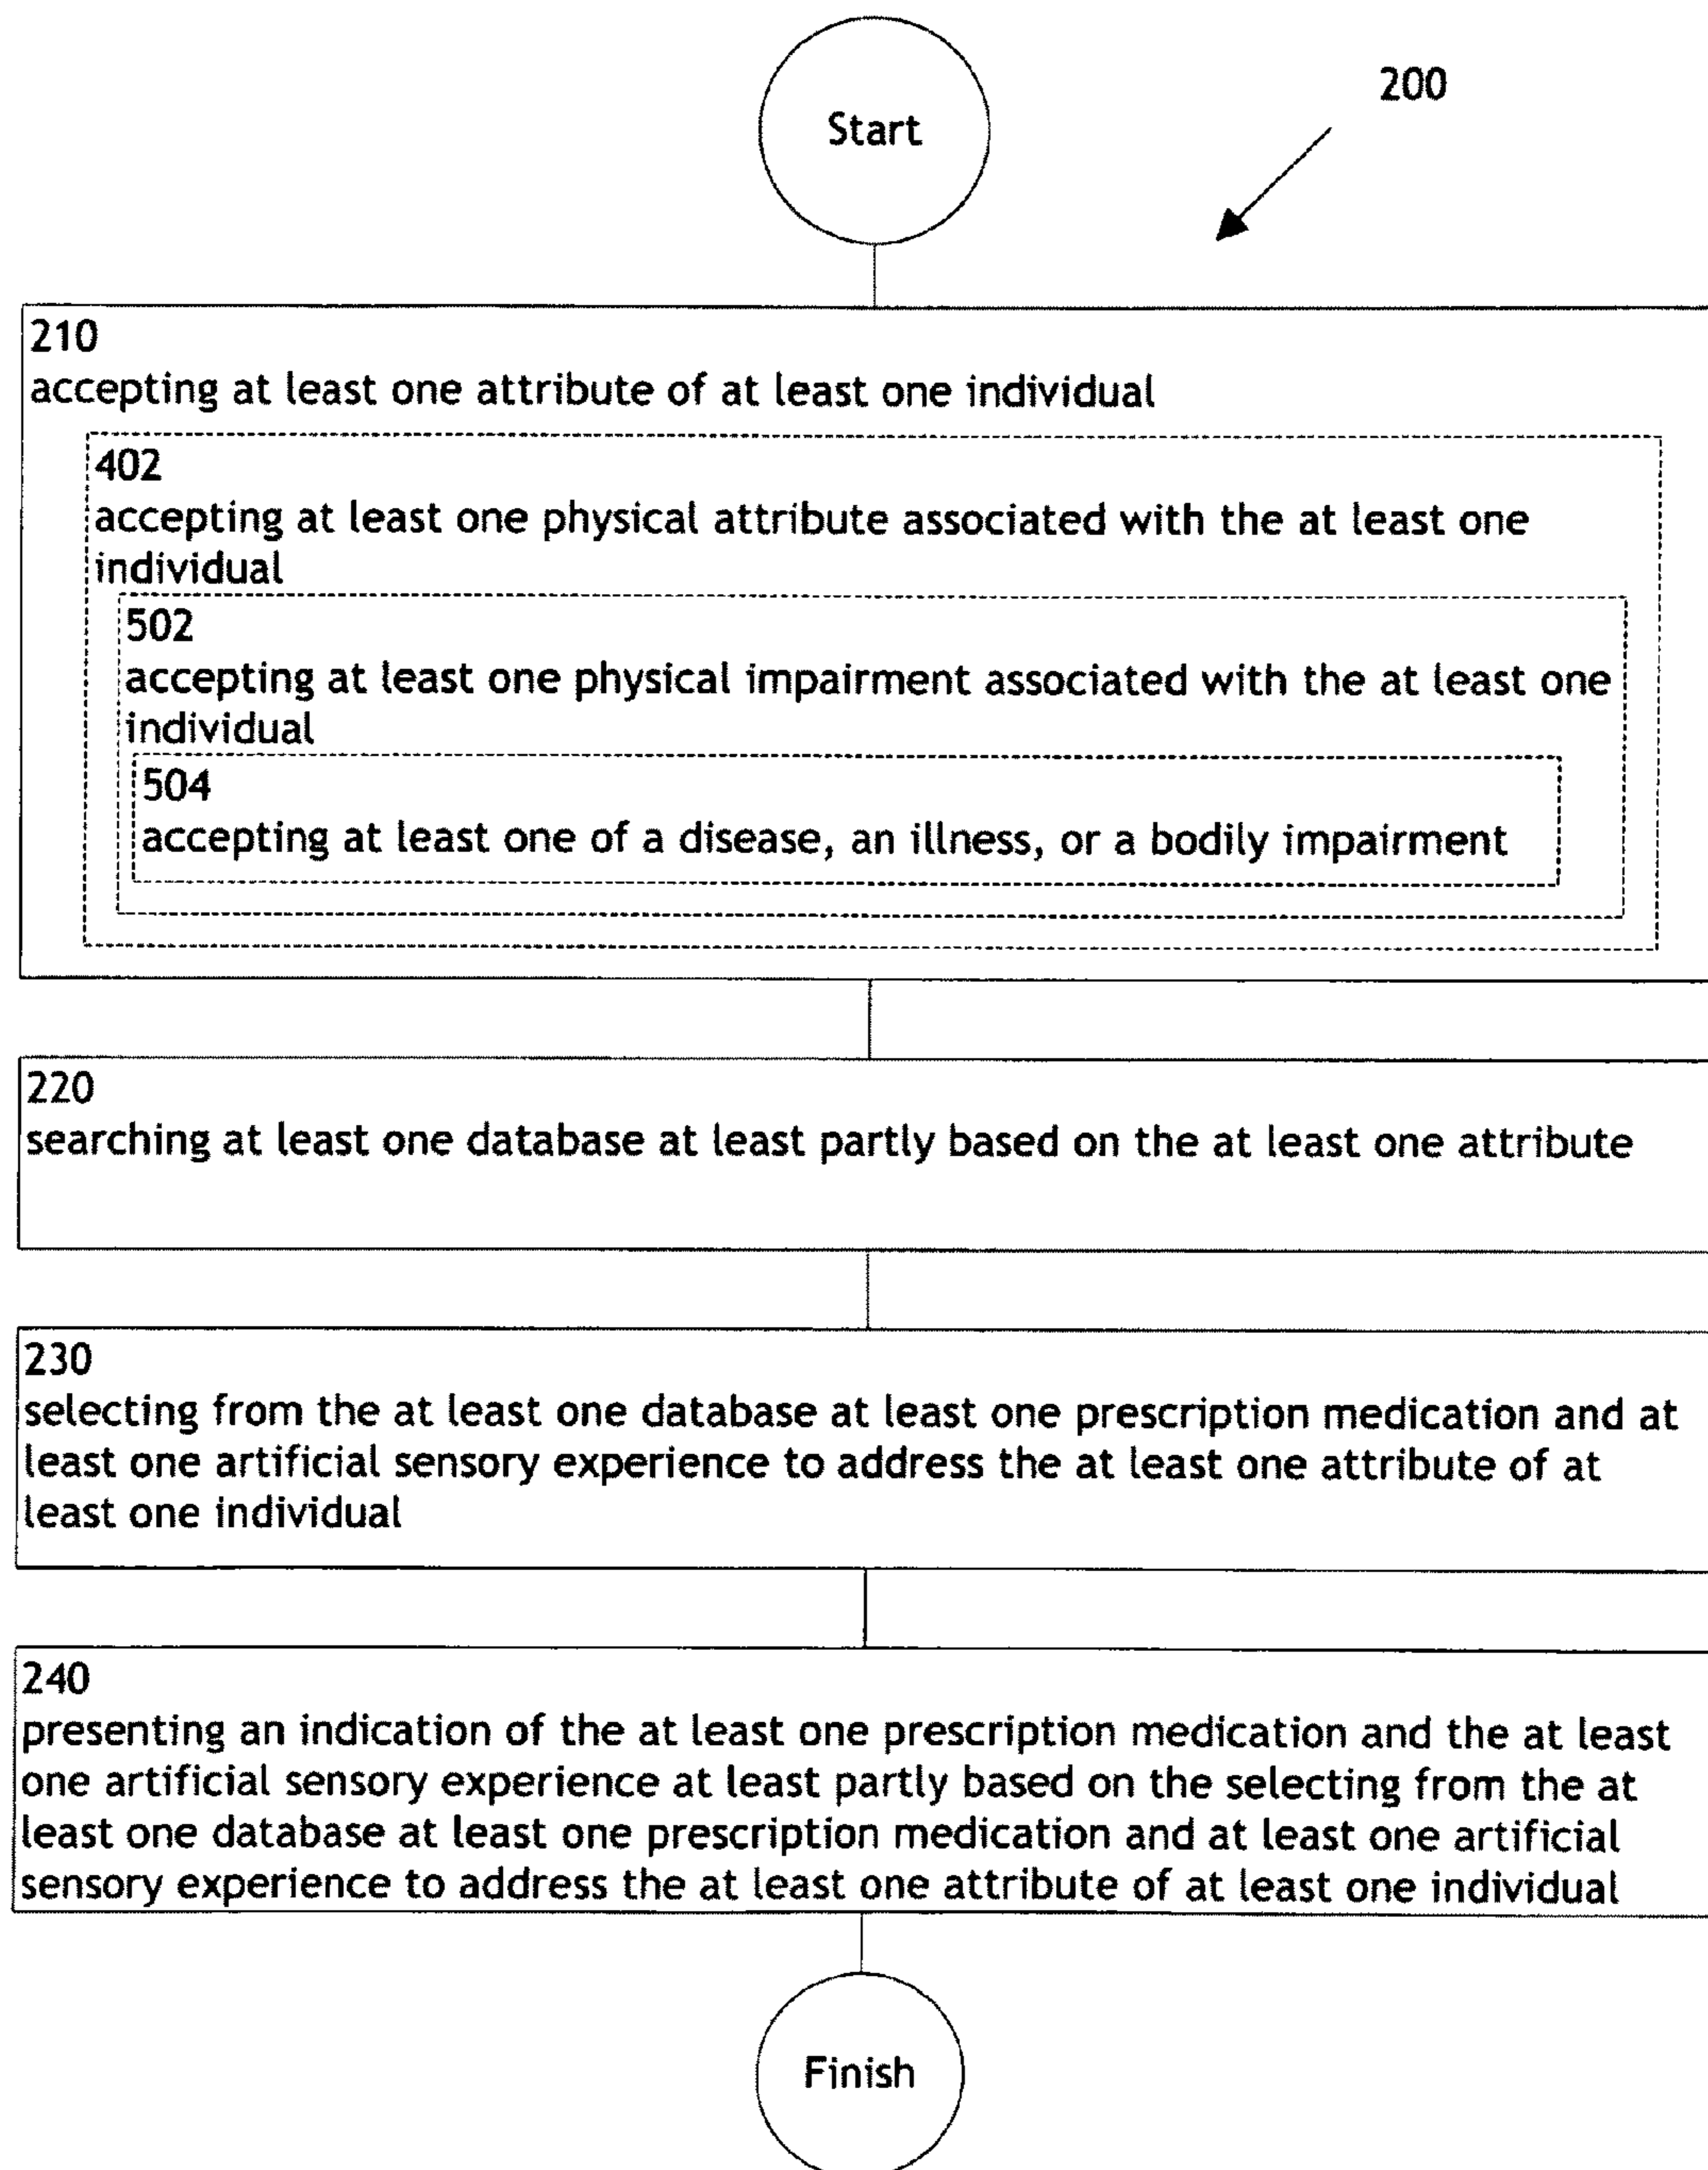 Start
200
210
accepting at least one attribute of at least one individual
402
accepting at least one physical attribute associated with the at least one
individual
502
accepting at least one physical impairment associated with the at least one
individual
504
accepting at least one of a disease, an illness, or a bodily impairment
220
searching at least one database at least partly based on the at least one attribute
230
selecting from the at least one database at least one prescription medication and at
least one artificial sensory experience to address the at least one attribute of at
least one individual
240
presenting an indication of the at least one prescription medication and the at least
one artificial sensory experience at least partly based on the selecting from the at
least one database at least one prescription medication and at least one artificial
sensory experience to address the at least one attribute of at least one individual
Finish